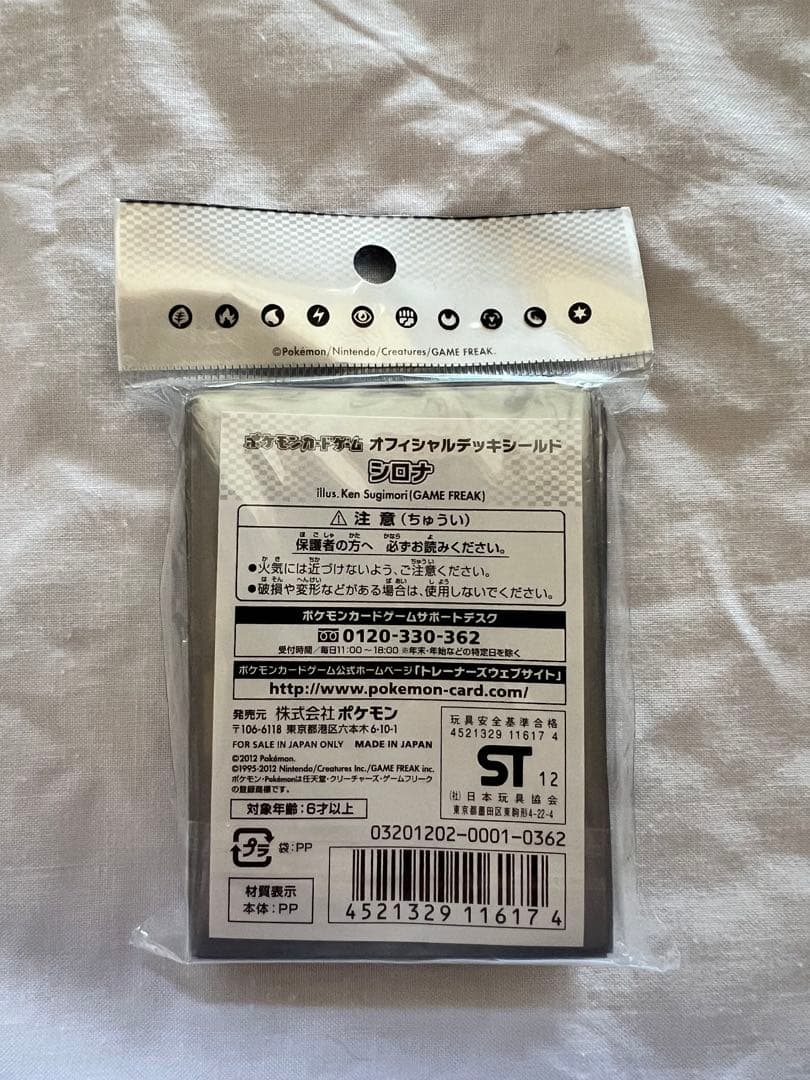 ©Pokémon/Nintendo/Creatures/GAME FREAK.
ポケモンカードゲーム オフィシャルデッキシールド
シロナ
illus. Ken Sugimori(GAME FREAK)
⚠ 注意(ちゅうい)
保護者の方へ 必ずお読みください。
●火気には近づけないよう、ご注意ください。
●破損や変形などがある場合は、使用しないでください。
ポケモンカードゲームサポートデスク
0120-330-362
受付時間/毎日11:00~18:00 ※年末・年始などの特定日を除く
ポケモンカードゲーム公式ホームページ「トレーナーズウェブサイト」
http://www.pokemon-card.com/
発売元 株式会社 ポケモン
〒106-6118 東京都港区六本木6-10-1
FOR SALE IN JAPAN ONLY MADE IN JAPAN
©2012 Pokémon.
©1995-2012 Nintendo/Creatures Inc./GAME FREAK inc.
ポケモン・Pokémonは任天堂・クリーチャーズ・ゲームフリーク
の登録商標です。
対象年齢:6才以上
玩具安全基準合格
4521329 11617 4
ST 12
(社)日本玩具協会
東京都墨田区東駒形4-22-4
03201202-0001-0362
プラ 袋:PP
材質表示
本体:PP
4 521329 116174